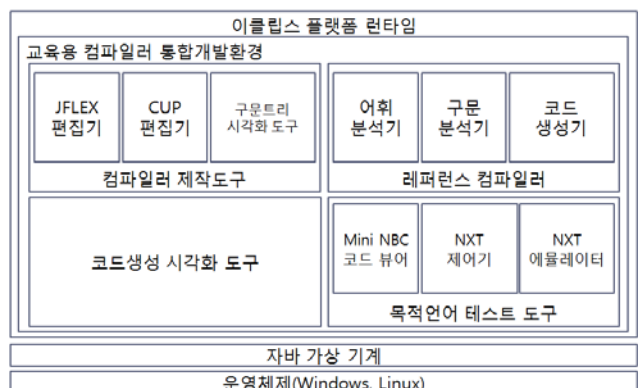 이클립스 플랫폼 런타임
교육용 컴파일러 통합개발환경
JFLEX
편집기
CUP
편집기
구문트리
시각화 도구
컴파일러 제작도구
어휘
분석기
구문
분석기
코드
생성기
레퍼런스 컴파일러
코드생성 시각화 도구
Mini NBC
코드 뷰어
NXT
제어기
NXT
에뮬레이터
목적언어 테스트 도구
자바 가상 기계
운영체제(Windows, Linux)